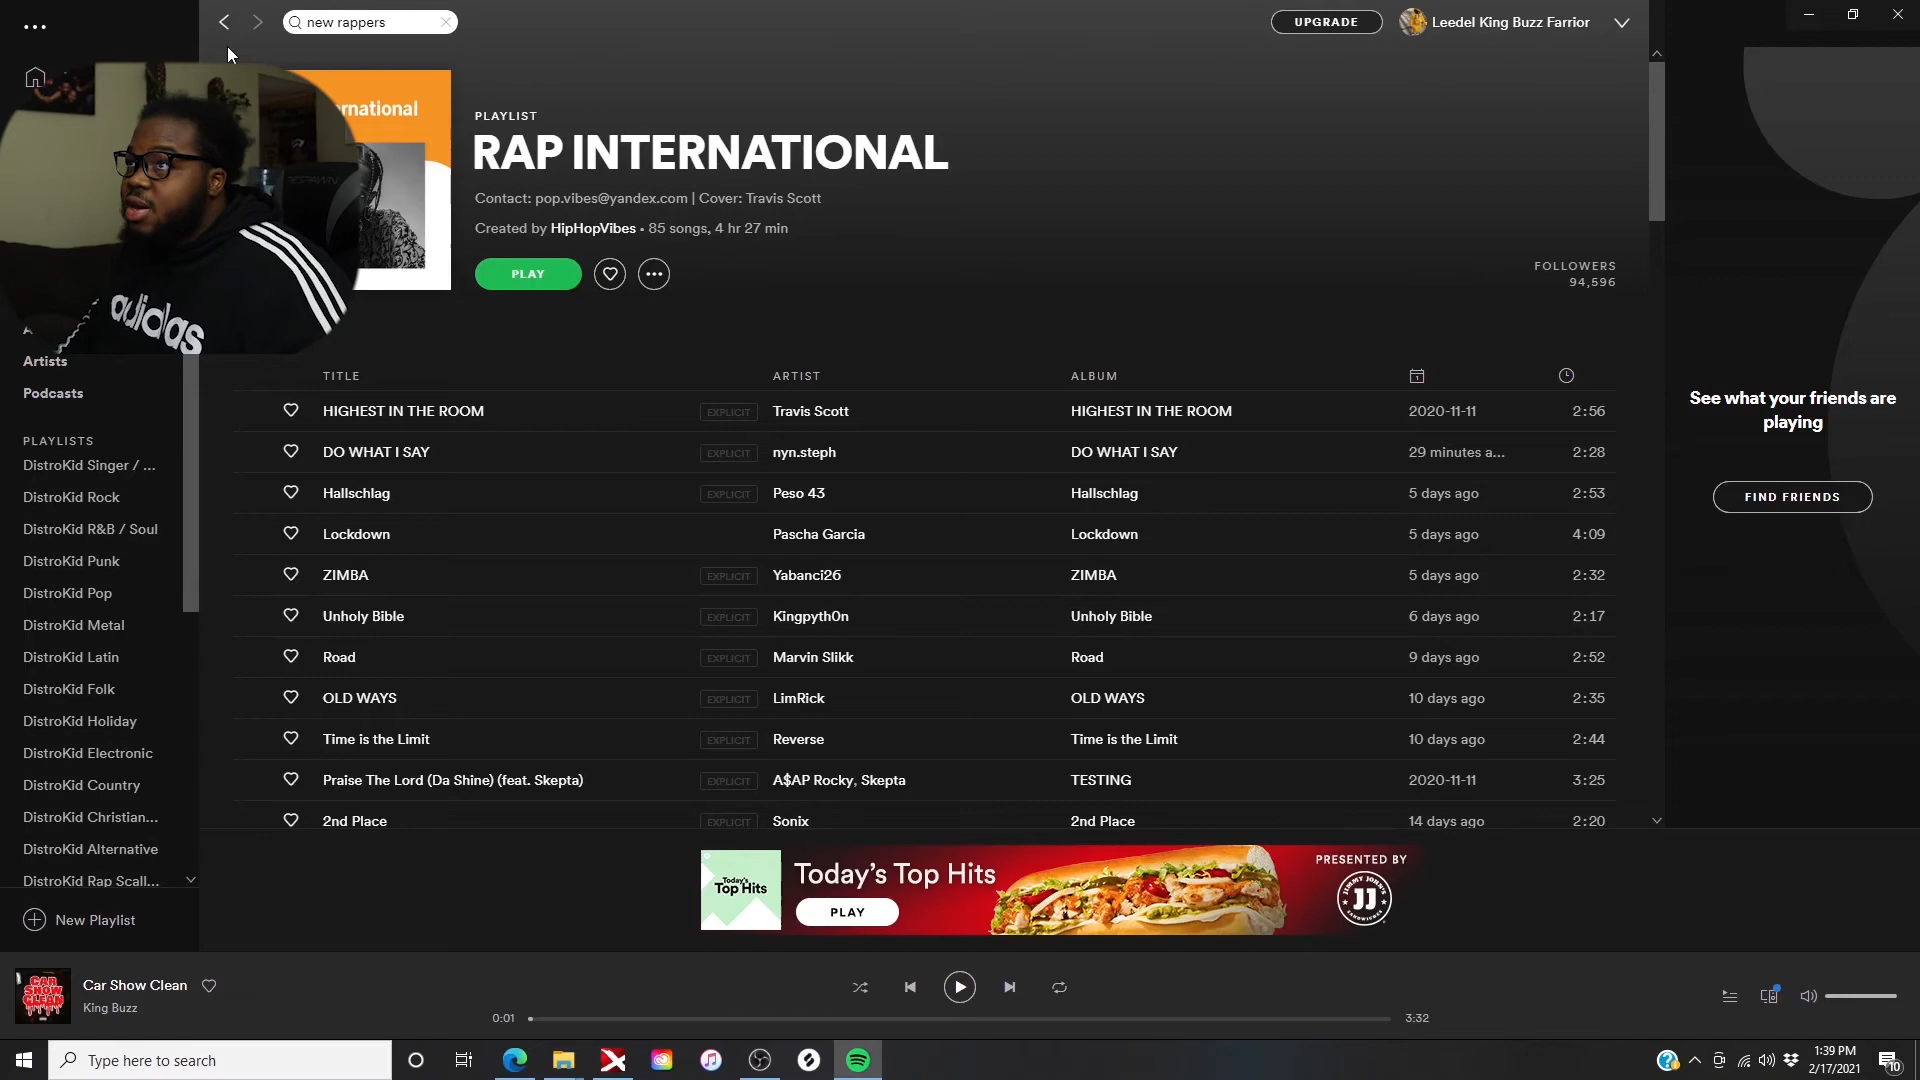 new rappers
UPGRADE
Leedel King Buzz Farrior
rnational
PLAYLIST
RAP INTERNATIONAL
Contact: pop.vibes@yandex.com | Cover: Travis Scott
Created by HipHopVibes • 85 songs, 4 hr 27 min
PLAY
FOLLOWERS
94,596
adidas
Artists
Podcasts
PLAYLISTS
DistroKid Singer / ...
DistroKid Rock
DistroKid R&B / Soul
DistroKid Punk
DistroKid Pop
DistroKid Metal
DistroKid Latin
DistroKid Folk
DistroKid Holiday
DistroKid Electronic
DistroKid Country
DistroKid Christian...
DistroKid Alternative
DistroKid Rap Scall...
New Playlist
TITLE ARTIST ALBUM
HIGHEST IN THE ROOM EXPLICIT Travis Scott HIGHEST IN THE ROOM 2020-11-11 2:56
DO WHAT I SAY EXPLICIT nyn.steph DO WHAT I SAY 29 minutes a... 2:28
Hallschlag EXPLICIT Peso 43 Hallschlag 5 days ago 2:53
Lockdown Pascha Garcia Lockdown 5 days ago 4:09
ZIMBA EXPLICIT Yabanci26 ZIMBA 5 days ago 2:32
Unholy Bible EXPLICIT Kingpyth0n Unholy Bible 6 days ago 2:17
Road EXPLICIT Marvin Slikk Road 9 days ago 2:52
OLD WAYS EXPLICIT LimRick OLD WAYS 10 days ago 2:35
Time is the Limit EXPLICIT Reverse Time is the Limit 10 days ago 2:44
Praise The Lord (Da Shine) (feat. Skepta) EXPLICIT A$AP Rocky, Skepta TESTING 2020-11-11 3:25
2nd Place EXPLICIT Sonix 2nd Place 14 days ago 2:20
See what your friends are
playing
FIND FRIENDS
Today's
Top Hits
Today's Top Hits
PLAY
PRESENTED BY
JIMMY JOHN'S
JJ
SANDWICHES
CAR
SHOW
CLEAN
Car Show Clean
King Buzz
0:01
3:32
Type here to search
1:39 PM
2/17/2021
10